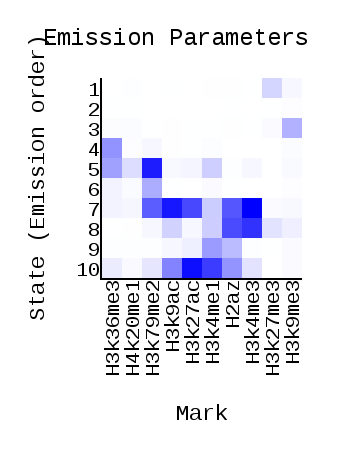 Emission Parameters
State (Emission order)
1
2
3
4
5
6
7
8
9
10
H3k36me3
H4k20me1
H3k79me2
H3k9ac
H3k27ac
H3k4me1
H2az
H3k4me3
H3k27me3
H3k9me3
Mark